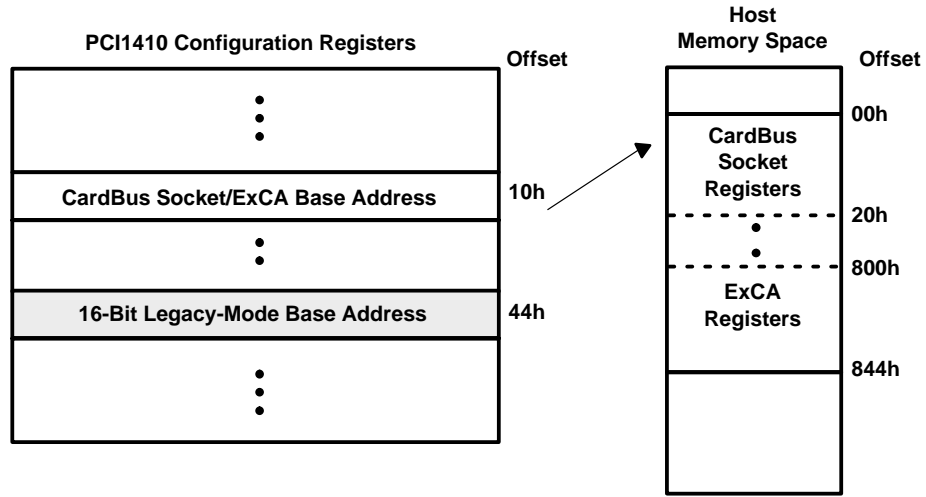 PCI1410 Configuration Registers
Offset
CardBus Socket/ExCA Base Address
10h
16-Bit Legacy-Mode Base Address
44h
Host
Memory Space
Offset
00h
CardBus
Socket
Registers
20h
800h
ExCA
Registers
844h